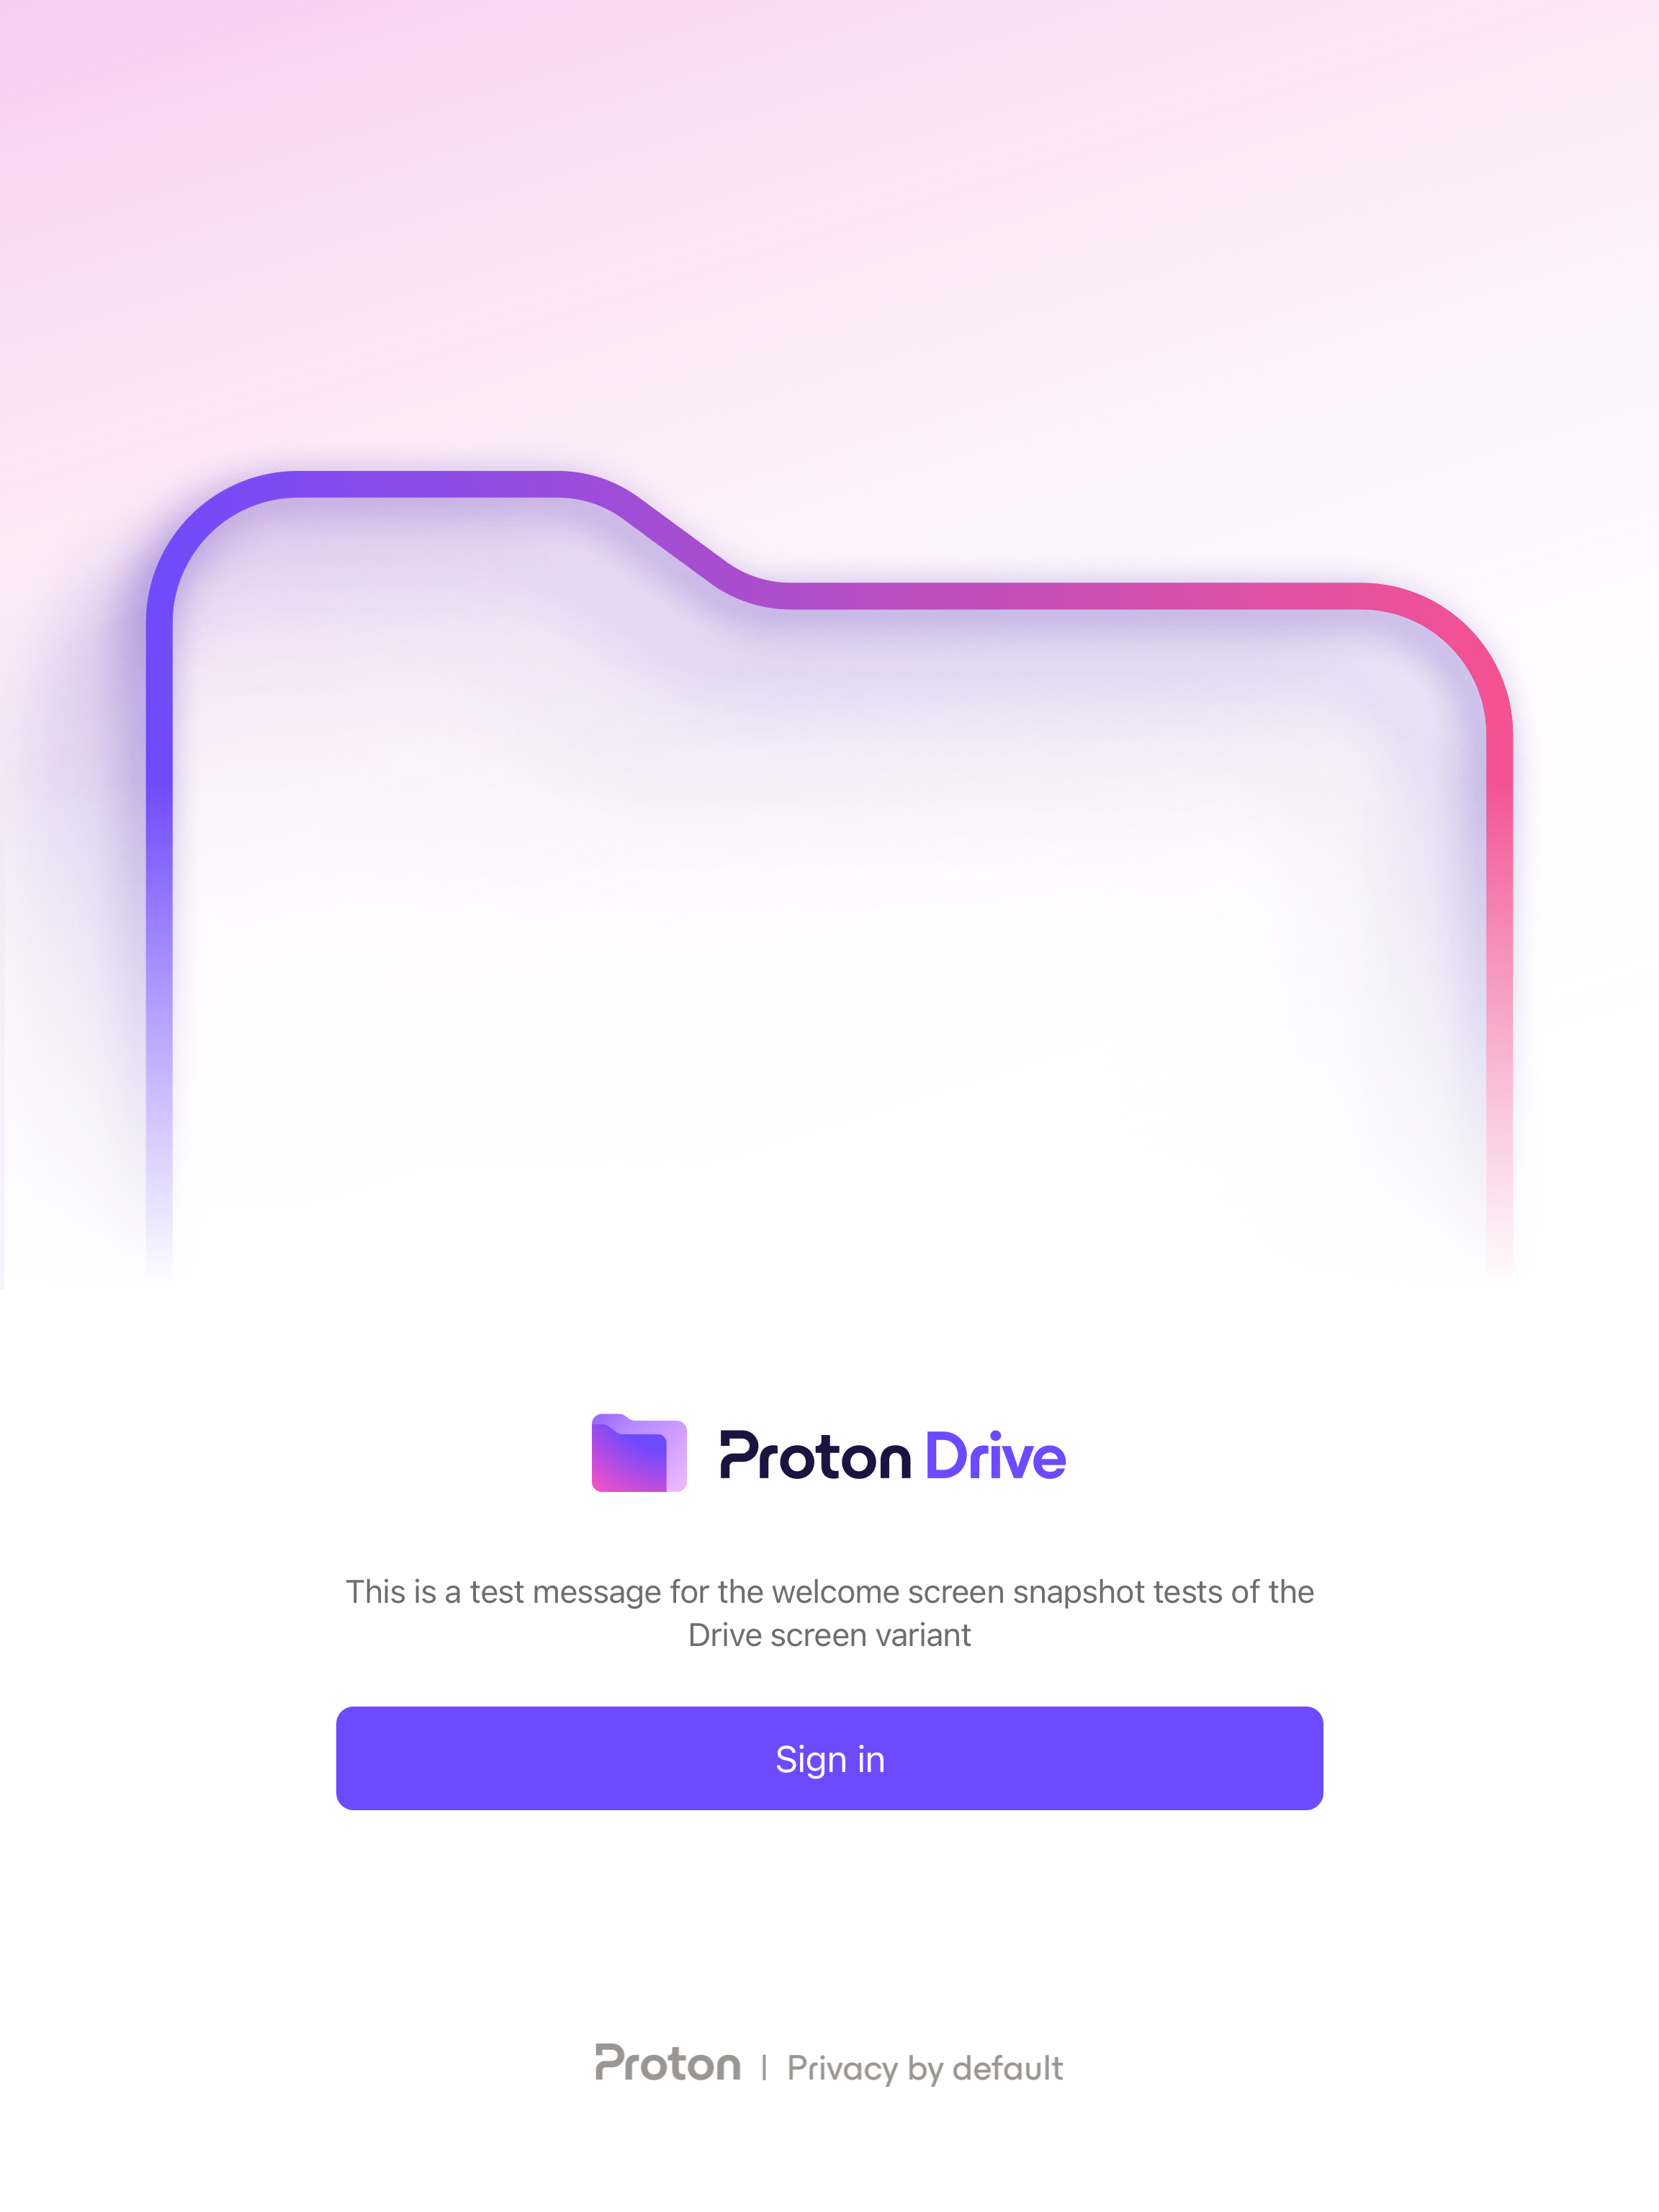 Proton Drive
This is a test message for the welcome screen snapshot tests of the
Drive screen variant
Sign in
Proton | Privacy by default